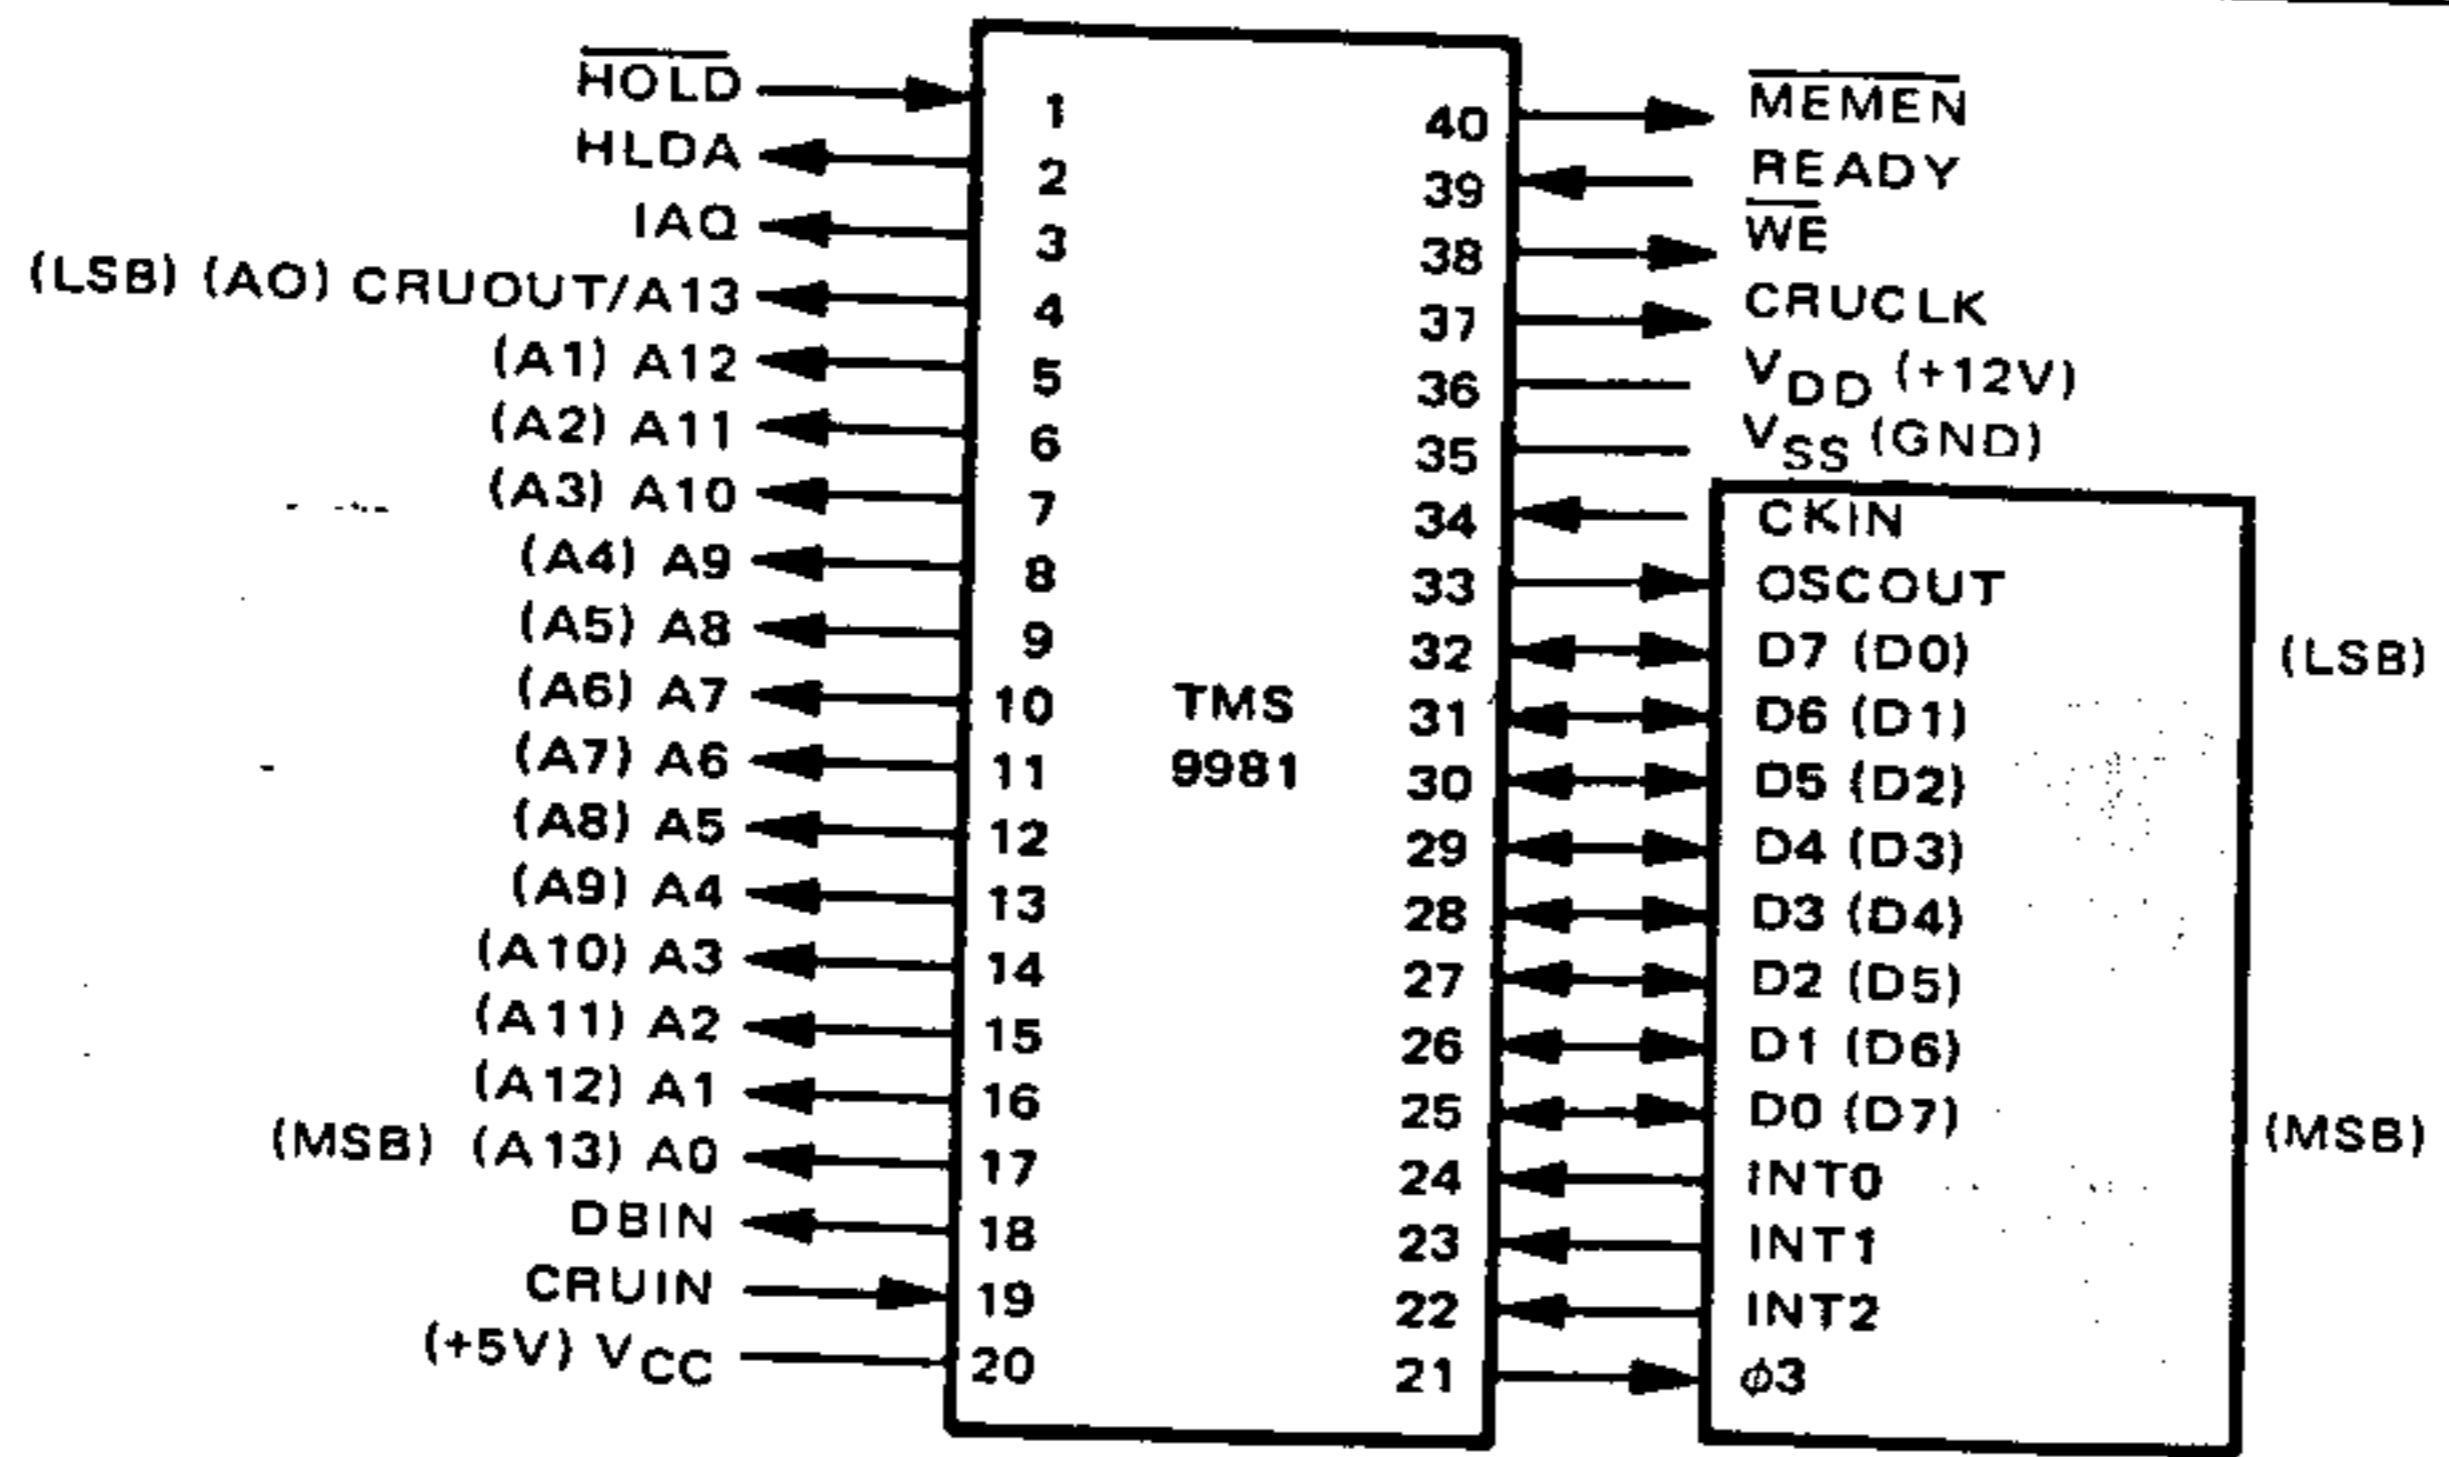 HOLD 1 40 MEMEN
HLDA 2 39 READY
IAQ 3 38 WE
(LSB) (AO) CRUOUT/A13 4 37 CRUCLK
(A1) A12 5 36 VDD (+12V)
(A2) A11 6 35 VSS (GND)
(A3) A10 7 34 CKIN
(A4) A9 8 33 OSCOUT
(A5) A8 9 32 D7 (D0) (LSB)
(A6) A7 10 TMS 31 D6 (D1)
(A7) A6 11 9981 30 D5 (D2)
(A8) A5 12 29 D4 (D3)
(A9) A4 13 28 D3 (D4)
(A10) A3 14 27 D2 (D5)
(A11) A2 15 26 D1 (D6)
(A12) A1 16 25 D0 (D7) (MSB)
(MSB) (A13) A0 17 24 INT0
DBIN 18 23 INT1
CRUIN 19 22 INT2
(+5V) VCC 20 21 ϕ3